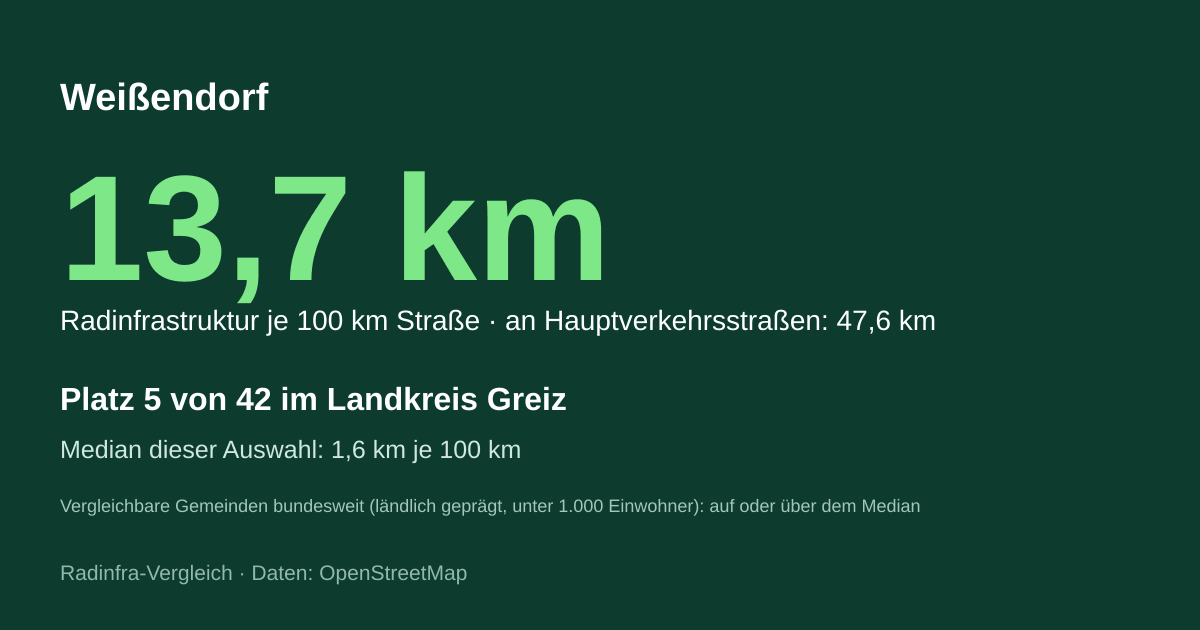 Weißendorf
13,7 km
Radinfrastruktur je 100 km Straße · an Hauptverkehrsstraßen: 47,6 km
Platz 5 von 42 im Landkreis Greiz
Median dieser Auswahl: 1,6 km je 100 km
Vergleichbare Gemeinden bundesweit (ländlich geprägt, unter 1.000 Einwohner): auf oder über dem Median
Radinfra-Vergleich · Daten: OpenStreetMap